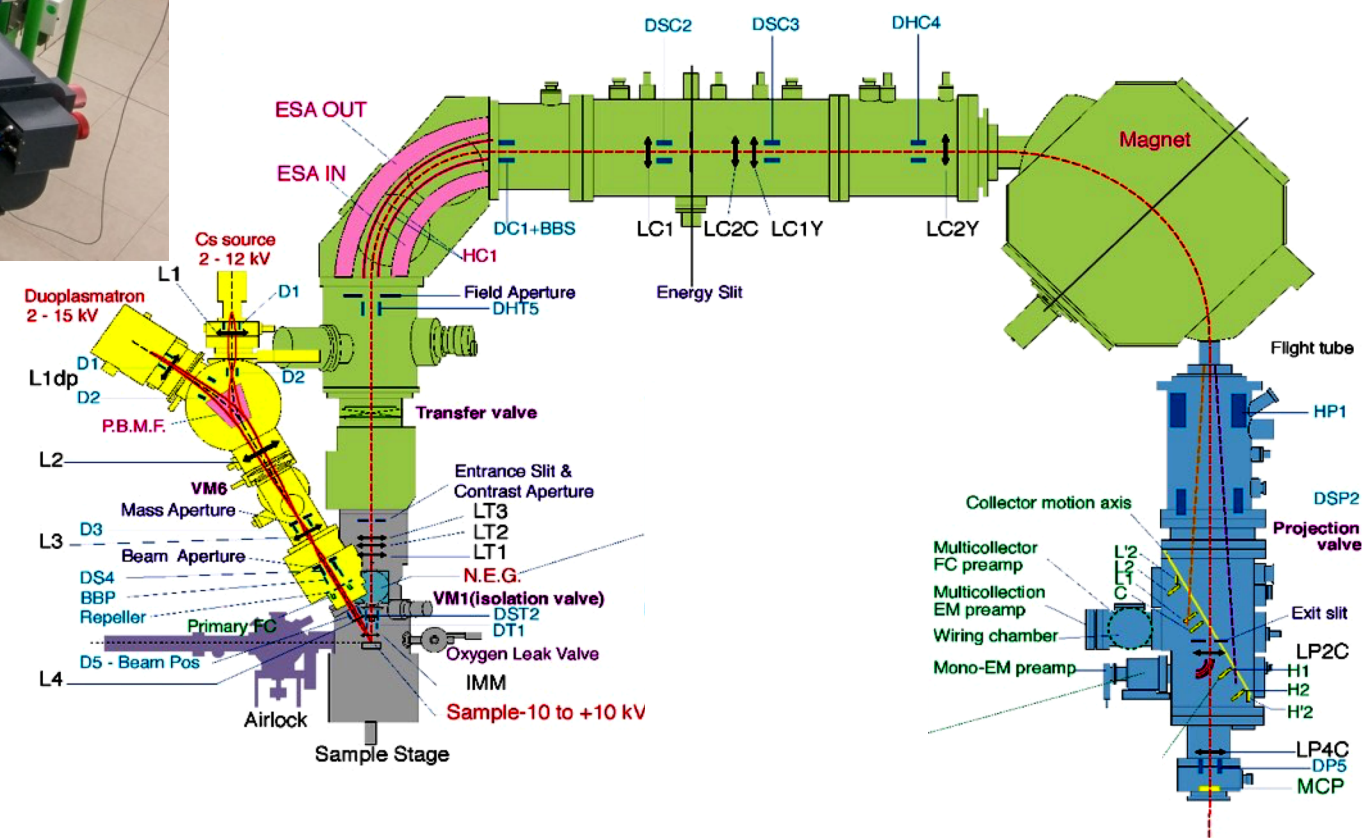 DSC2
DSC3
DHC4
ESA OUT
ESA IN
Magnet
DC1+BBS
HC1
LC1
LC2C
LC1Y
LC2Y
Energy Slit
Cs source
2 - 12 kV
L1
D1
Duoplasmatron
2 - 15 kV
Field Aperture
DHT5
D1
L1dp
D2
D2
P.B.M.F.
Transfer valve
Flight tube
HP1
L2
VM6
Mass Aperture
Entrance Slit &
Contrast Aperture
LT3
LT2
LT1
D3
L3
Beam Aperture
DS4
BBP
Repeller
Primary FC
N.E.G.
VM1(isolation valve)
DST2
DT1
Oxygen Leak Valve
D5 - Beam Pos
L4
IMM
Sample-10 to +10 kV
Airlock
Sample Stage
DSP2
Collector motion axis
Projection
valve
Multicollector
FC preamp
L'2
L2
L1
C
Multicollection
EM preamp
Exit slit
Wiring chamber
LP2C
Mono-EM preamp
H1
H2
H'2
LP4C
DP5
MCP